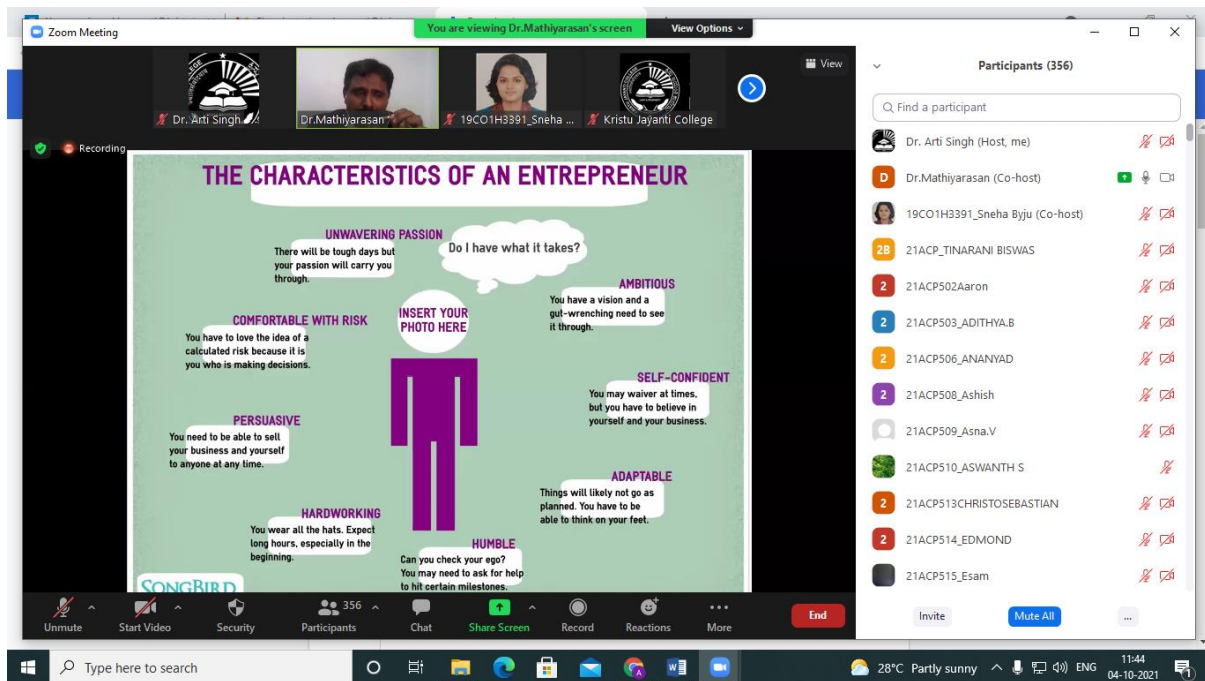 Zoom Meeting
You are viewing Dr.Mathiyarasan's screen
View Options
View
Dr. Arti Singh
Dr.Mathiyarasan
19CO1H3391_Sneha ...
Kristu Jayanti College
Recording
THE CHARACTERISTICS OF AN ENTREPRENEUR
Do I have what it takes?
UNWAVERING PASSION
There will be tough days but
your passion will carry you
through.
AMBITIOUS
You have a vision and a
gut-wrenching need to see
it through.
INSERT YOUR
PHOTO HERE
COMFORTABLE WITH RISK
You have to love the idea of a
calculated risk because it is
you who is making decisions.
SELF-CONFIDENT
You may waiver at times,
but you have to believe in
yourself and your business.
PERSUASIVE
You need to be able to sell
your business and yourself
to anyone at any time.
ADAPTABLE
Things will likely not go as
planned. You have to be
able to think on your feet.
HARDWORKING
You wear all the hats. Expect
long hours, especially in the
beginning.
HUMBLE
Can you check your ego?
You may need to ask for help
to hit certain milestones.
SONGBIRD
Unmute
Start Video
Security
356
Participants
Chat
Share Screen
Record
Reactions
More
End
Participants (356)
Find a participant
Dr. Arti Singh (Host, me)
D
Dr.Mathiyarasan (Co-host)
19CO1H3391_Sneha Byju (Co-host)
2B
21ACP_TINARANI BISWAS
2
21ACP502Aaron
2
21ACP503_ADITHYA.B
2
21ACP506_ANANYAD
2
21ACP508_Ashish
21ACP509_Asna.V
21ACP510_ASWANTH S
2
21ACP513CHRISTOSEBASTIAN
2
21ACP514_EDMOND
21ACP515_Esam
Invite
Mute All
...
Type here to search
28°C Partly sunny
ENG
11:44
04-10-2021
1